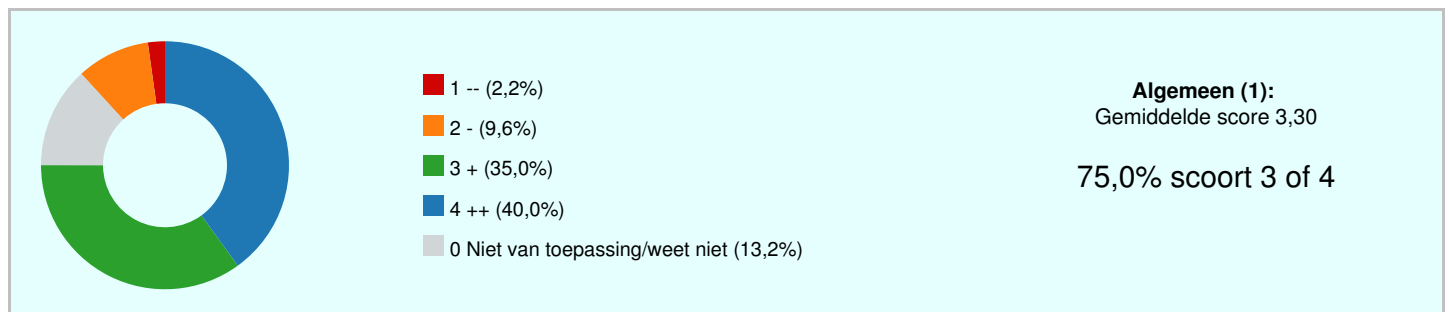 1 -- (2,2%)
2 - (9,6%)
3 + (35,0%)
4 ++ (40,0%)
0 Niet van toepassing/weet niet (13,2%)
Algemeen (1):
Gemiddelde score 3,30
75,0% scoort 3 of 4